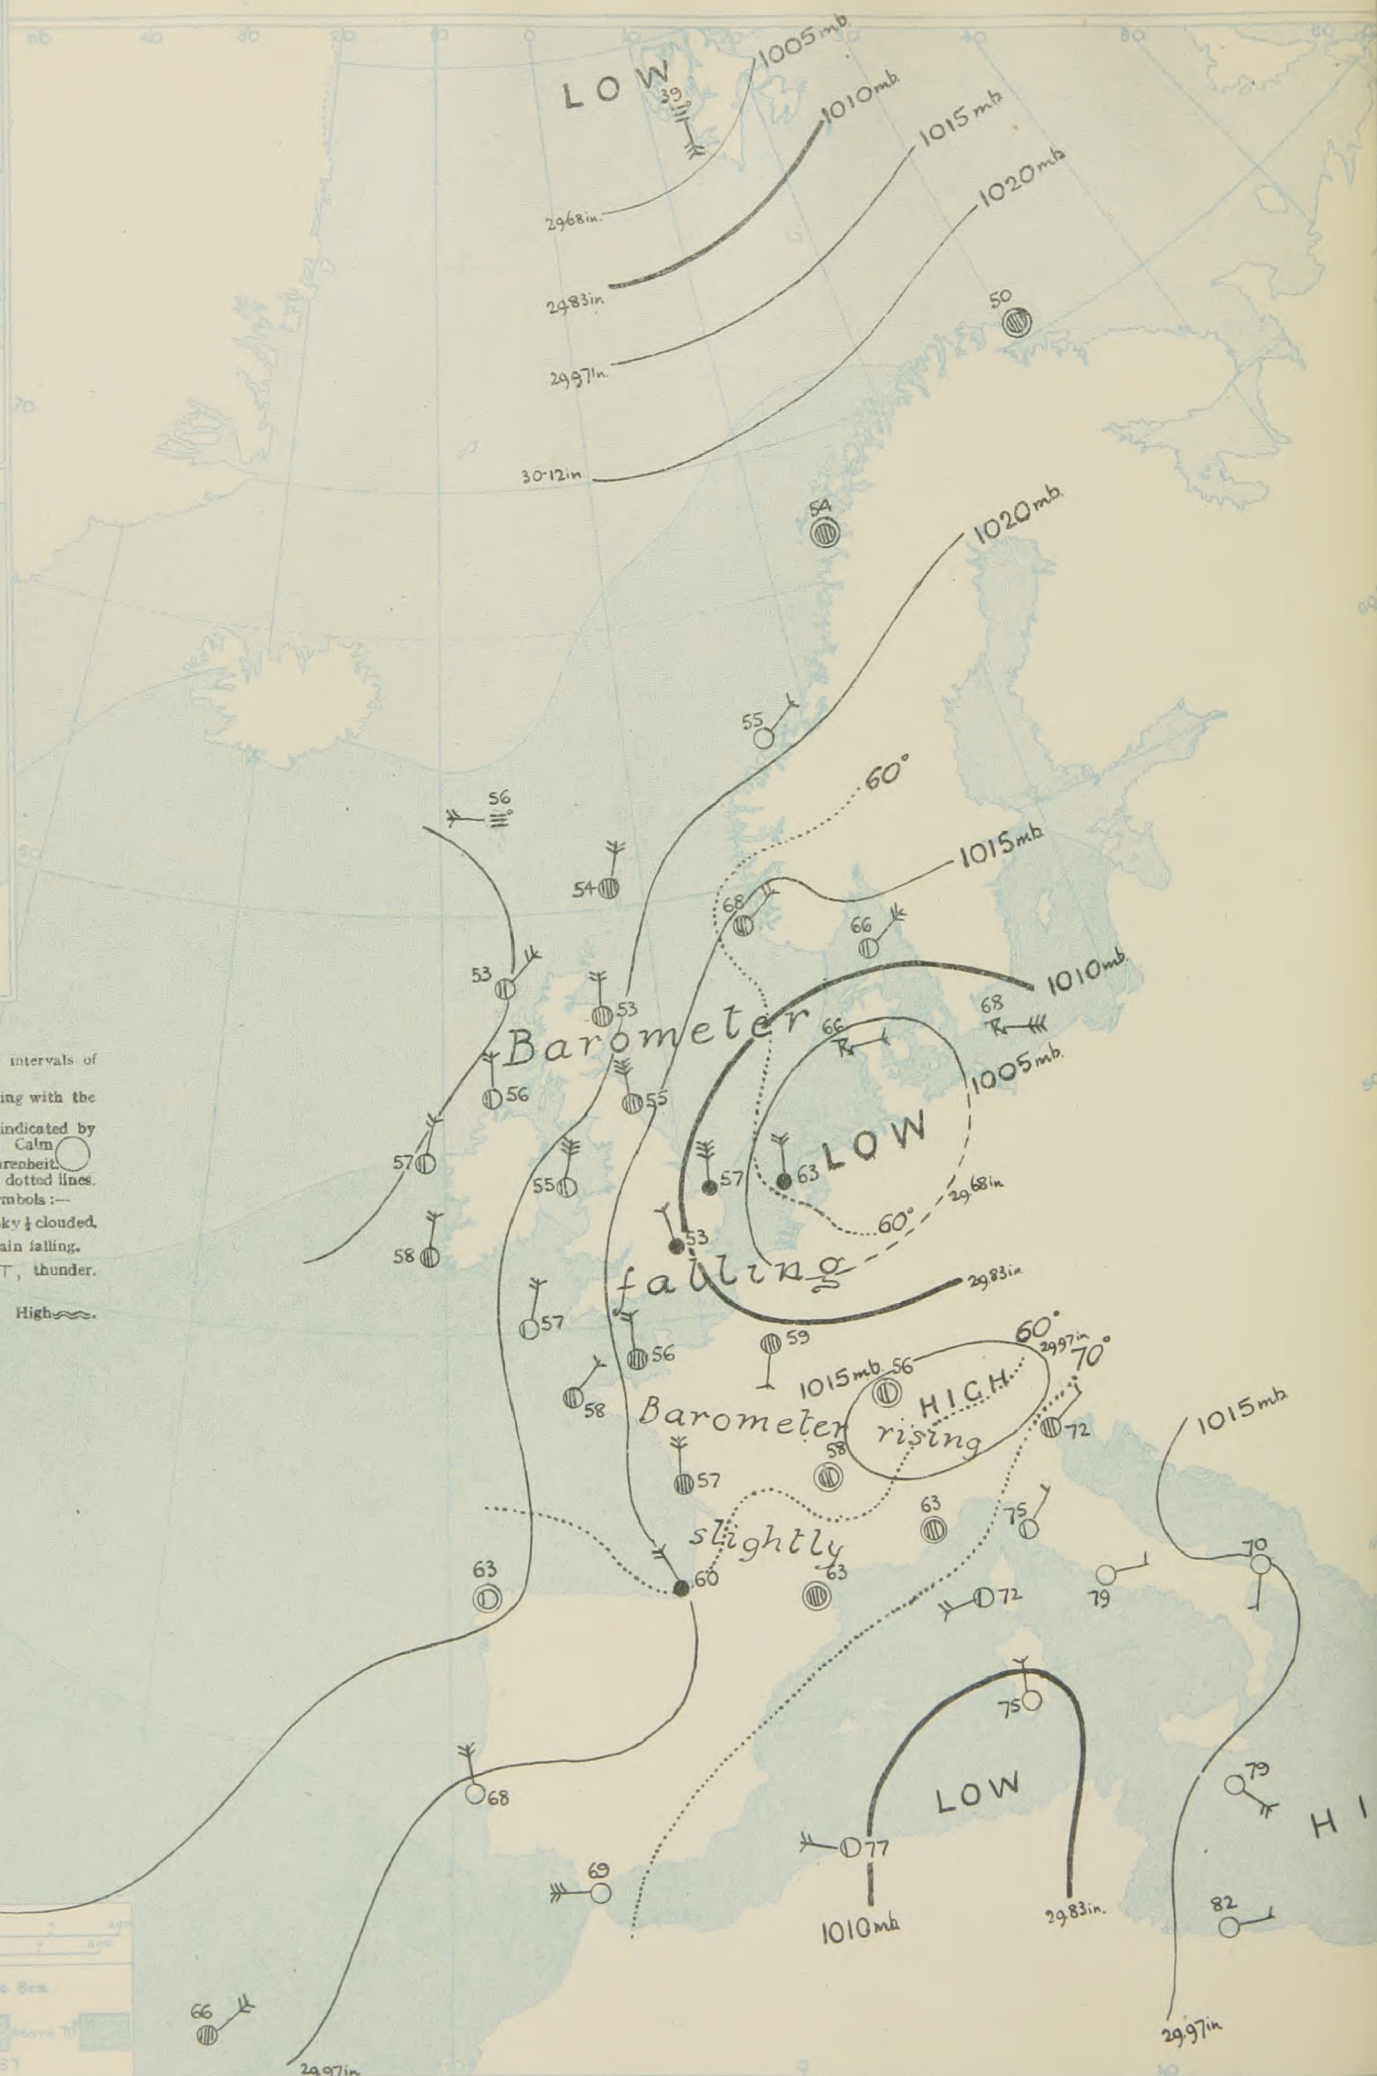 LOW
39
1005mb.
1010mb.
1015mb
1020mb
29.68in.
29.83in.
50
29.97in.
30.12in.
54
1020mb.
55
60°
56
54
1015mb
68
66
53
53
1010mb.
Barometer
66
68
intervals of
56
55
1005mb.
ing with the
indicated by
Calm
57
LOW
dotted lines.
55
57
63
29.68in.
ky ¼ clouded.
ain falling.
58
53
60°
T, thunder.
falling
29.83in
High
57
59
60°
29.97in.
70°
56
1015mb.
56
HIGH
58
Barometer rising
72
1015mb.
58
57
slightly
63
75
70
63
60
63
72
79
75
68
LOW
79
HI
77
69
82
1010mb
29.83in.
66
29.97in.
29.97in